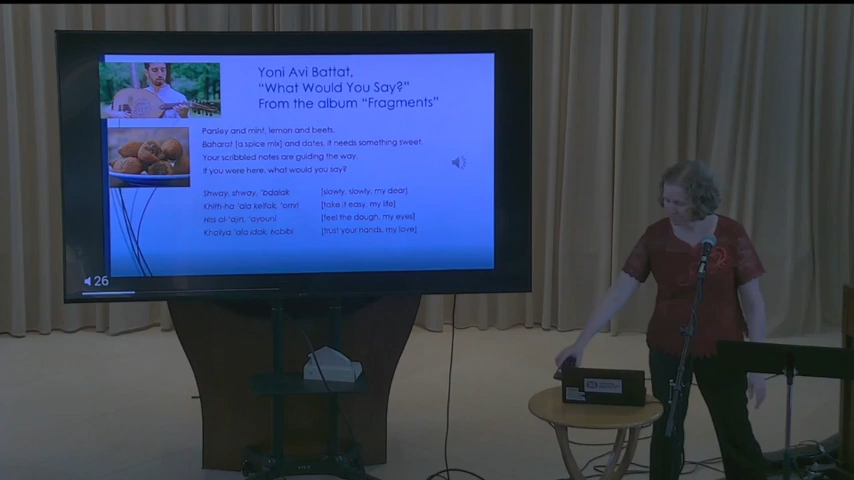 Yoni Avi Battat,
“What Would You Say?”
From the album “Fragments”
Parsley and mint, lemon and beets,
Baharat [a spice mix] and dates, it needs something sweet.
Your scribbled notes are guiding the way.
If you were here, what would you say?
Shway, shway, ’bdalak [slowly, slowly, my dear]
Khith-ha ’ala keifak, ’omri [take it easy, my life]
His al-’ajin, ’ayouni [feel the dough, my eyes]
’ala idak, habibi [trust your hands, my love]
26